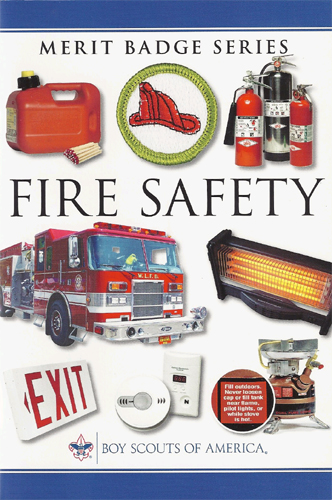 MERIT BADGE SERIES
FIRE SAFETY
W.L.F.D.
EXIT
Fill outdoors.
Never loosen
cap or fill tank
near flame,
pilot lights, or
while stove
is hot.
BOY SCOUTS OF AMERICA®